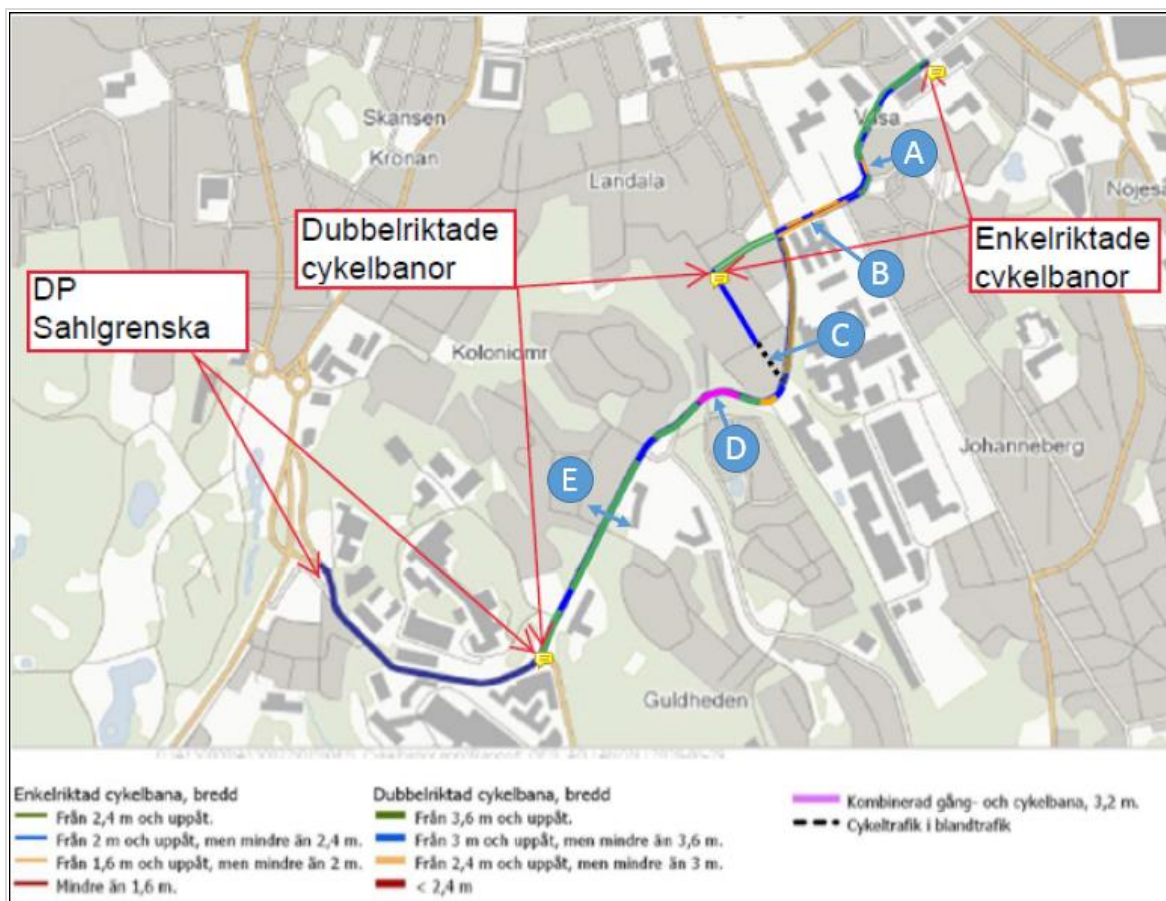 Skansen
Kronan
Landala
Vasa
A
Nöjeså
Dubbelriktade
cykelbanor
Enkelriktade
cykelbanor
B
DP
Sahlgrenska
C
Koloniomr
D
Johanneberg
E
Guldheden
Enkelriktad cykelbana, bredd
Från 2,4 m och uppåt.
Från 2 m och uppåt, men mindre än 2,4 m.
Från 1,6 m och uppåt, men mindre än 2 m.
Mindre än 1,6 m.
Dubbelriktad cykelbana, bredd
Från 3,6 m och uppåt.
Från 3 m och uppåt, men mindre än 3,6 m.
Från 2,4 m och uppåt, men mindre än 3 m.
< 2,4 m
Kombinerad gång- och cykelbana, 3,2 m.
Cykeltrafik i blandtrafik